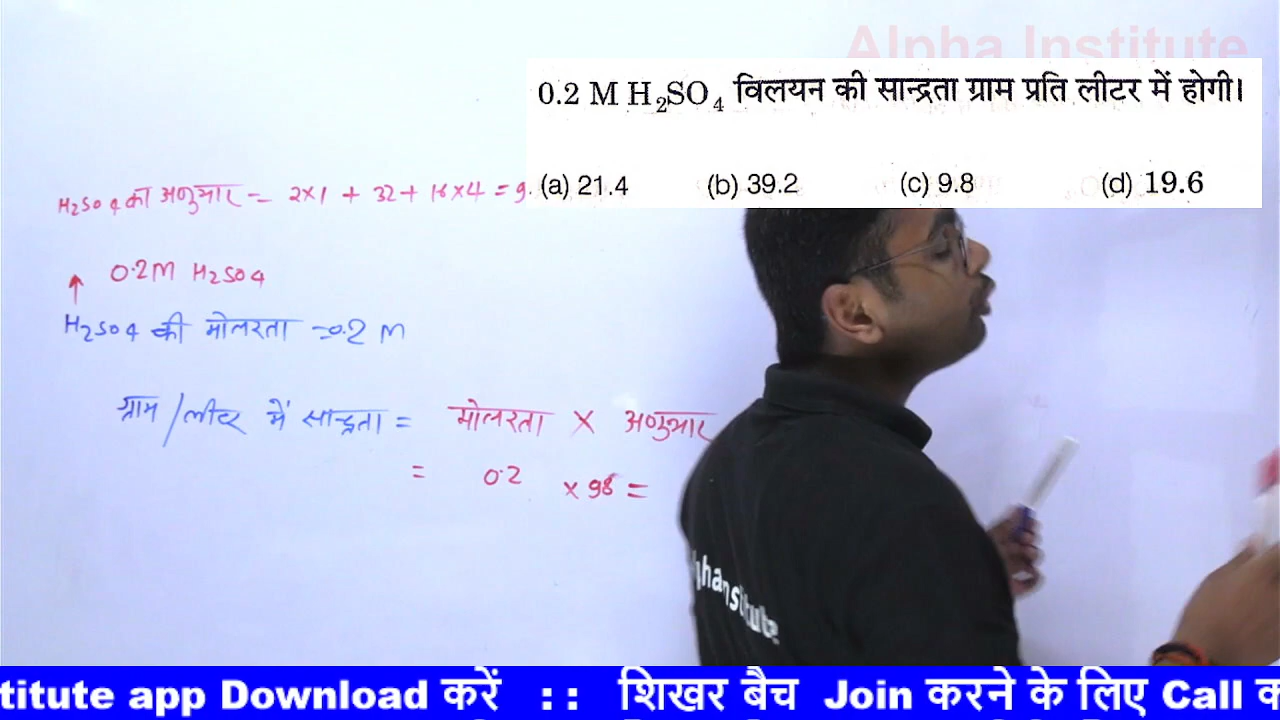 Alpha Institute
0.2 M H₂SO₄ विलयन की सान्द्रता ग्राम प्रति लीटर में होगी।
(a) 21.4 (b) 39.2 (c) 9.8 (d) 19.6
H₂SO₄ का अणुभार = 2×1 + 32 + 16×4 = 9
0.2M H₂SO₄
H₂SO₄ की मोलरता = 0.2 M
ग्राम/लीटर में सान्द्रता = मोलरता × अणुभार
= 0.2 × 98 =
lphainstitute
titute app Download करें :: शिखर बैच Join करने के लिए Call क